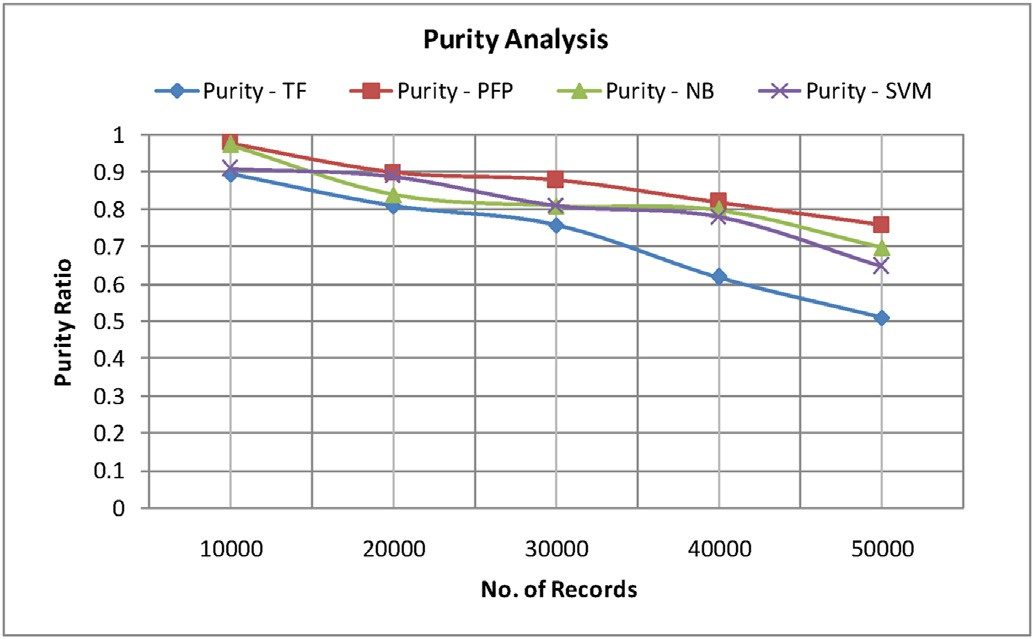 Purity Analysis
Purity - TF Purity - PFP Purity - NB Purity - SVM
1
0.9
0.8
0.7
0.6
0.5
0.4
0.3
0.2
0.1
0
Purity Ratio
10000 20000 30000 40000 50000
No. of Records